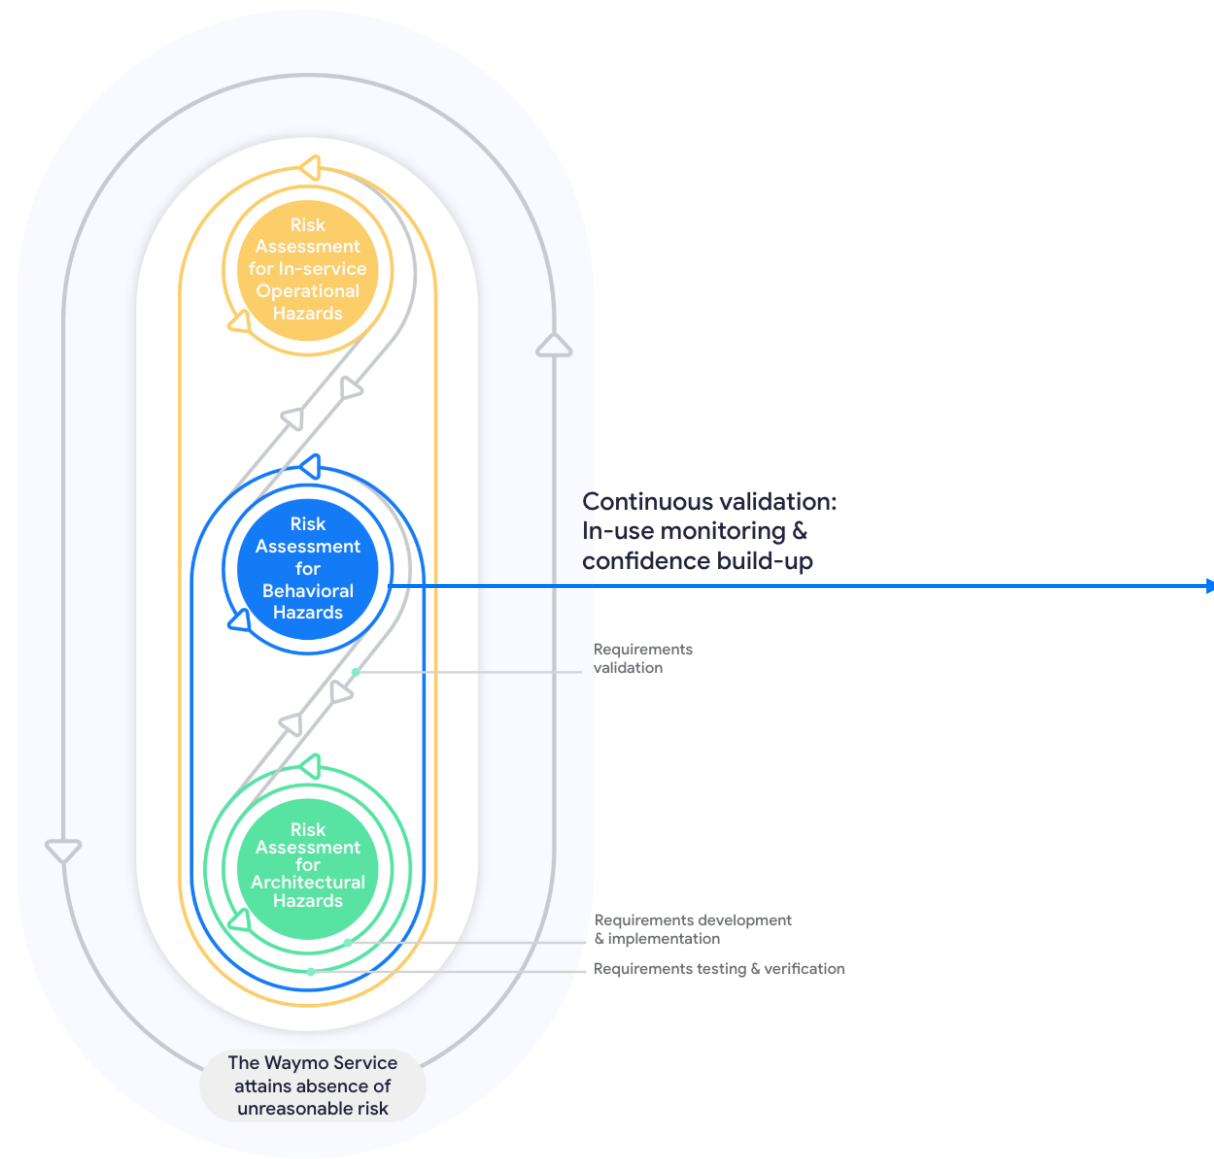 Risk
Assessment
for In-service
Operational
Hazards
Risk
Assessment
for
Behavioral
Hazards
Continuous validation:
In-use monitoring &
confidence build-up
Requirements
validation
Risk
Assessment
for
Architectural
Hazards
Requirements development
& implementation
Requirements testing & verification
The Waymo Service
attains absence of
unreasonable risk